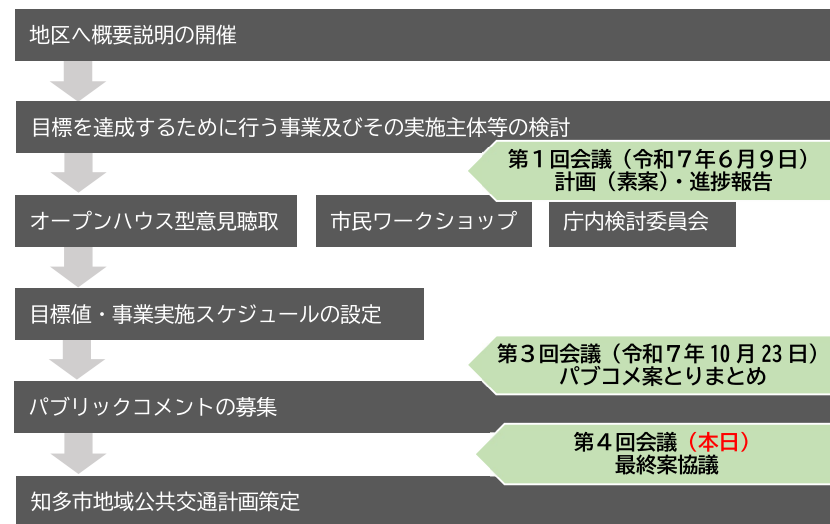 地区へ概要説明の開催
目標を達成するために行う事業及びその実施主体等の検討
第１回会議（令和７年６月９日）
計画（素案）・進捗報告
オープンハウス型意見聴取
市民ワークショップ
庁内検討委員会
目標値・事業実施スケジュールの設定
第３回会議（令和７年10月23日）
パブコメ案とりまとめ
パブリックコメントの募集
第４回会議（本日）
最終案協議
知多市地域公共交通計画策定